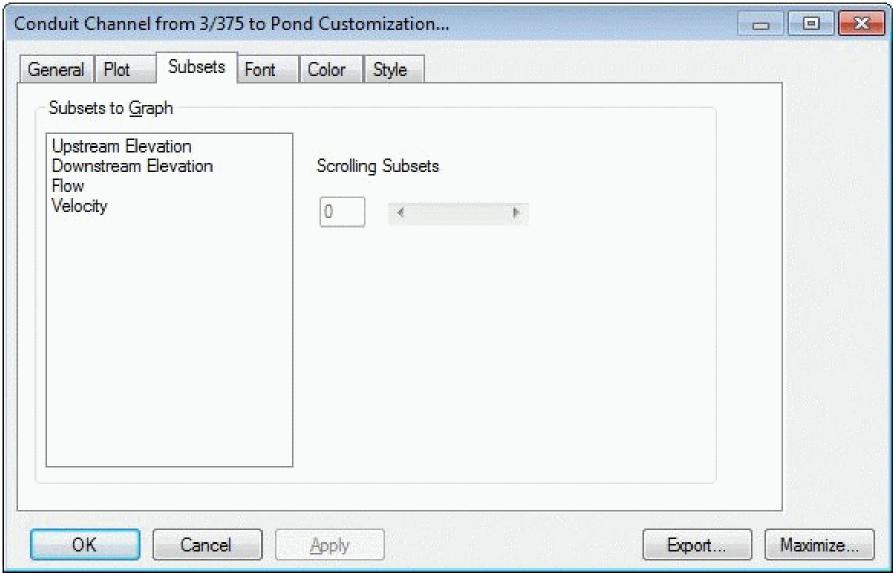 Conduit Channel from 3/375 to Pond Customization...
General Plot Subsets Font Color Style
Subsets to Graph
Upstream Elevation
Downstream Elevation
Flow
Velocity
Scrolling Subsets
0
OK Cancel Apply Export... Maximize...